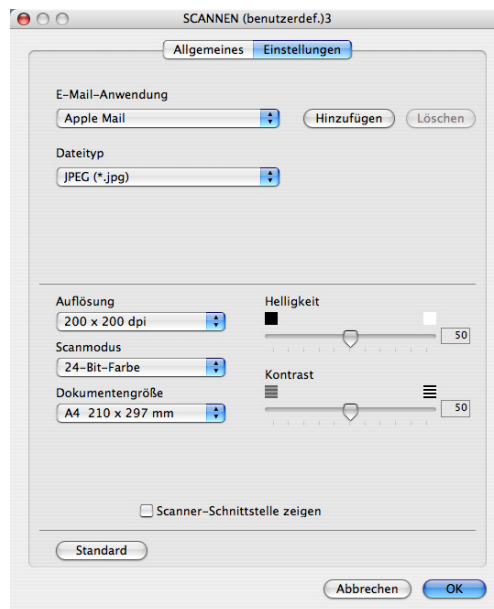 SCANNEN (benutzerdef.)3
Allgemeines Einstellungen
E-Mail-Anwendung
Apple Mail Hinzufügen Löschen
Dateityp
JPEG (*.jpg)
Auflösung
200 x 200 dpi
Scanmodus
24-Bit-Farbe
Dokumentengröße
A4 210 x 297 mm
Helligkeit
50
Kontrast
50
Scanner-Schnittstelle zeigen
Standard
Abbrechen OK